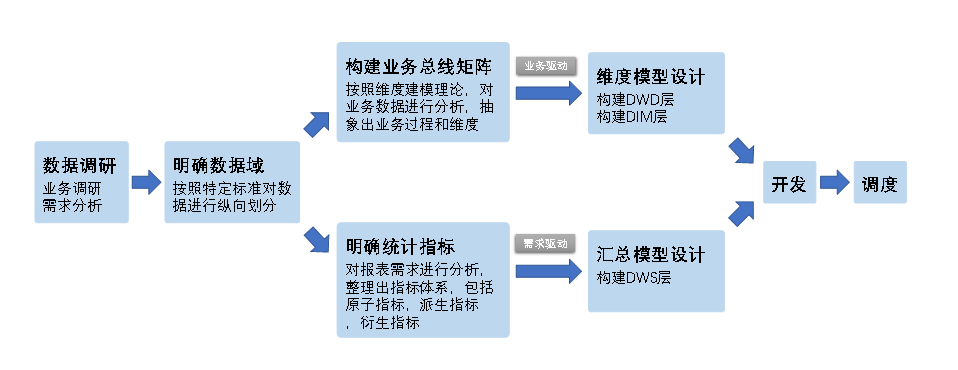 数据调研
业务调研
需求分析
明确数据域
按照特定标准对数
据进行纵向划分
构建业务总线矩阵
按照维度建模理论，对
业务数据进行分析，抽
象出业务过程和维度
业务驱动
维度模型设计
构建DWD层
构建DIM层
明确统计指标
对报表需求进行分析，
整理出指标体系，包括
原子指标，派生指标
，衍生指标
需求驱动
汇总模型设计
构建DWS层
开发
调度